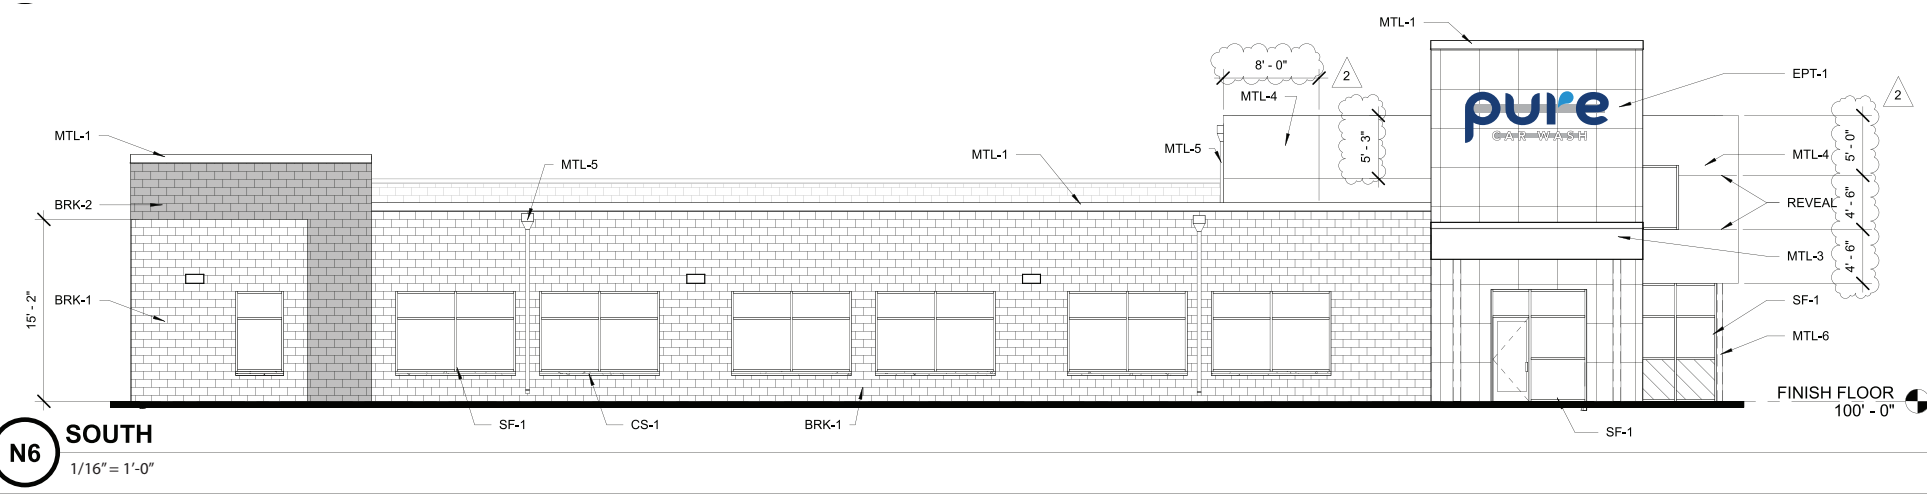 MTL-1
8' - 0"
2
MTL-4
EPT-1
2
pure
CAR WASH
MTL-1
MTL-5
MTL-1
MTL-5
5' - 3"
MTL-4
5' - 0"
BRK-2
REVEAL
4' - 6"
MTL-3
4' - 6"
15' - 2"
BRK-1
SF-1
MTL-6
FINISH FLOOR
100' - 0"
SF-1
CS-1
BRK-1
SF-1
N6
SOUTH
1/16" = 1'-0"